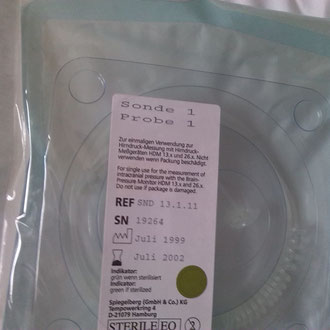 Sonde 1
Probe 1
Zur einmaligen Verwendung zur
Hirndruck-Messung mit Hirndruck-
Meßgeräten HDM 13.x und 26.x. Nicht
verwenden wenn Packung beschädigt.
For single use for the measurement of
intracranial pressure with the Brain-
Pressure Monitor HDM 13.x and 26.x.
Do not use if package is damaged.
REF SND 13.1.11
SN 19264
Juli 1999
Juli 2002
Indikator:
grün wenn sterilisiert
Indicator:
green if sterilized
Spiegelberg (GmbH & Co.) KG
Tempowerkring 4
D-21079 Hamburg
STERILE EO